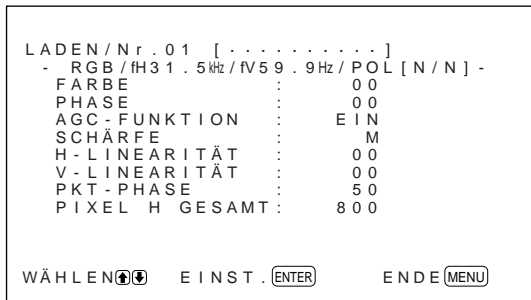 LADEN/Nr.01 [··········]
- RGB/fH31.5kHz/fV59.9Hz/POL[N/N]-
FARBE : 00
PHASE : 00
AGC-FUNKTION : EIN
SCHÄRFE : M
H-LINEARITÄT : 00
V-LINEARITÄT : 00
PKT-PHASE : 50
PIXEL H GESAMT: 800
WÄHLEN⬆⬇ EINST.ENTER ENDE MENU